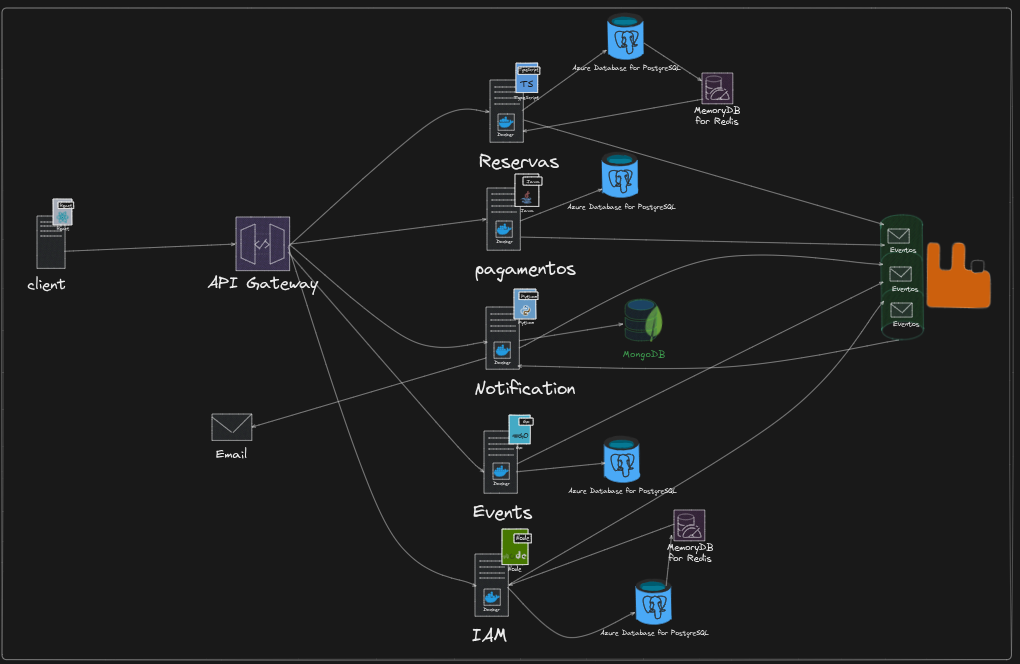 Azure Database for PostgreSQL
TypeScript
TS
TypeScript
Docker
MemoryDB
for Redis
Reservas
Java
Java
Docker
Azure Database for PostgreSQL
React
React
client
API Gateway
pagamentos
Eventos
Eventos
Eventos
Python
Python
Docker
MongoDB
Notification
Email
Go
Docker
Azure Database for PostgreSQL
Events
Node
Node
Docker
MemoryDB
for Redis
IAM
Azure Database for PostgreSQL